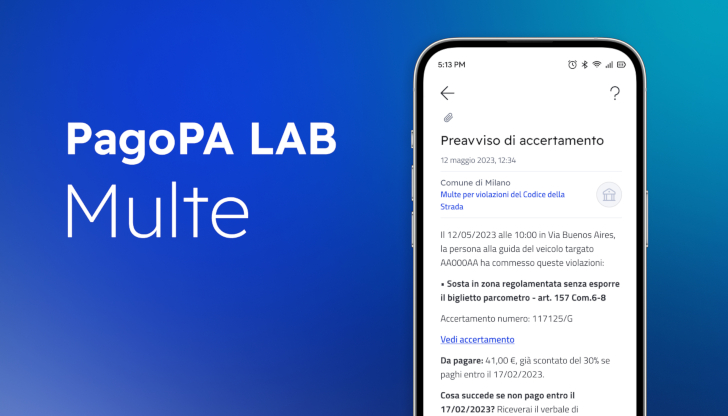 PagoPA LAB
Multe
5:13 PM
Preavviso di accertamento
12 maggio 2023, 12:34
Comune di Milano
Multe per violazioni del Codice della
Strada
Il 12/05/2023 alle 10:00 in Via Buenos Aires,
la persona alla guida del veicolo targato
AA000AA ha commesso queste violazioni:
• Sosta in zona regolamentata senza esporre
il biglietto parcometro - art. 157 Com.6-8
Accertamento numero: 117125/G
Vedi accertamento
Da pagare: 41,00 €, già scontato del 30% se
paghi entro il 17/02/2023.
Cosa succede se non pago entro il
17/02/2023? Riceverai il verbale di